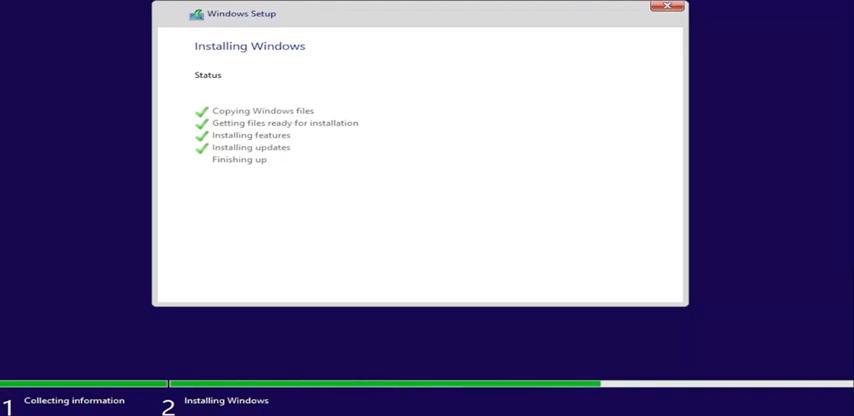 Windows Setup
Installing Windows
Status
Copying Windows files
Getting files ready for installation
Installing features
Installing updates
Finishing up
1 Collecting information
2 Installing Windows